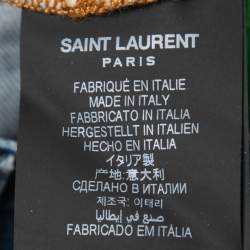 SAINT LAURENT
PARIS
FABRIQUÉ EN ITALIE
MADE IN ITALY
FABBRICATO IN ITALIA
HERGESTELLT IN ITALIEN
HECHO EN ITALIA
イタリア製
产地:意大利
СДЕЛАНО В ИТАЛИИ
제조국: 이태리
صنع في إيطاليا
FABRICADO EM ITÁLIA